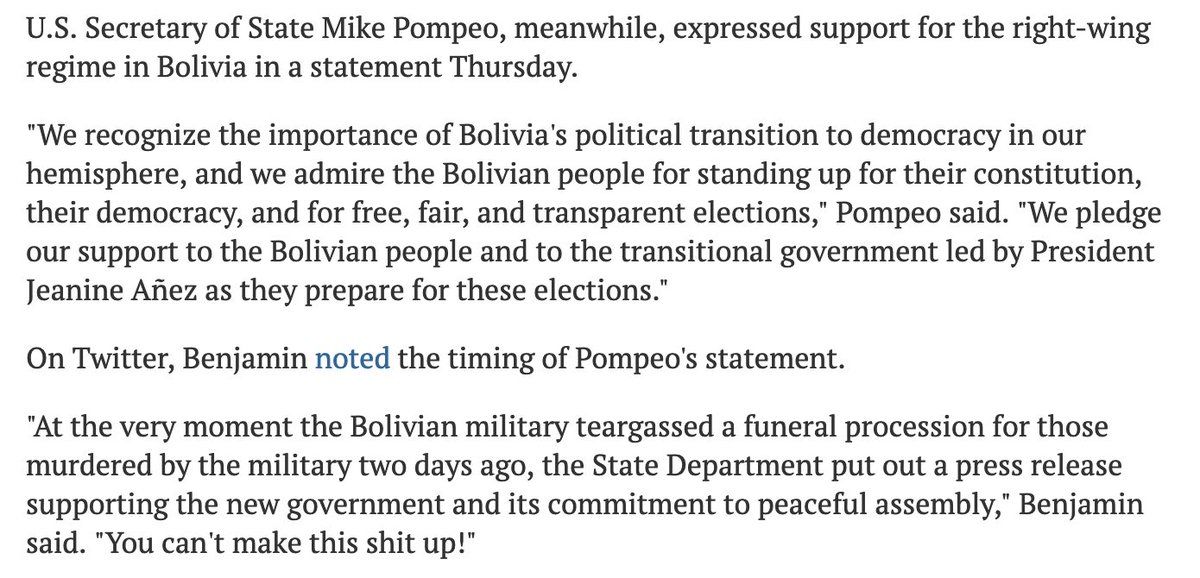 U.S. Secretary of State Mike Pompeo, meanwhile, expressed support for the right-wing
regime in Bolivia in a statement Thursday.
"We recognize the importance of Bolivia's political transition to democracy in our
hemisphere, and we admire the Bolivian people for standing up for their constitution,
their democracy, and for free, fair, and transparent elections," Pompeo said. "We pledge
our support to the Bolivian people and to the transitional government led by President
Jeanine Añez as they prepare for these elections."
On Twitter, Benjamin noted the timing of Pompeo's statement.
"At the very moment the Bolivian military teargassed a funeral procession for those
murdered by the military two days ago, the State Department put out a press release
supporting the new government and its commitment to peaceful assembly," Benjamin
said. "You can't make this shit up!"